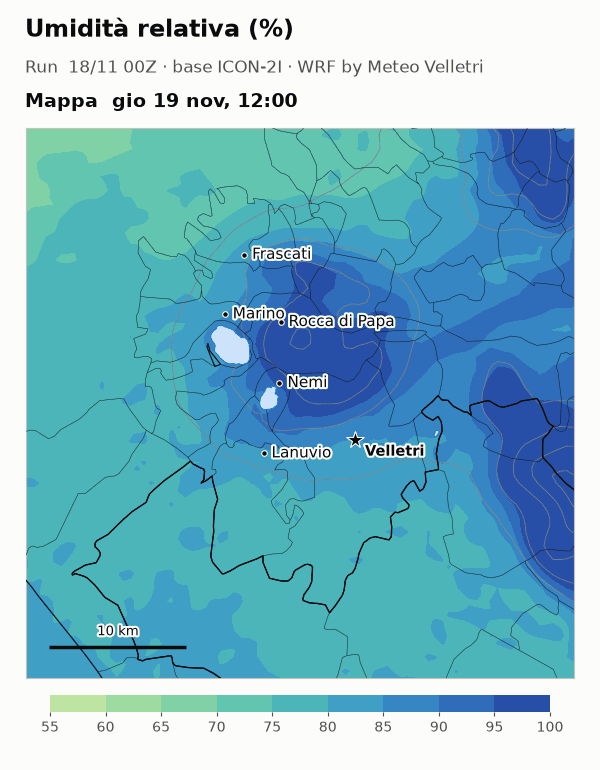 Umidità relativa (%)
Run  18/11 00Z · base ICON-2I · WRF by Meteo Velletri
Mappa  gio 19 nov, 12:00
Frascati
Marino
Rocca di Papa
Nemi
Velletri
Lanuvio
10 km
55 60 65 70 75 80 85 90 95 100